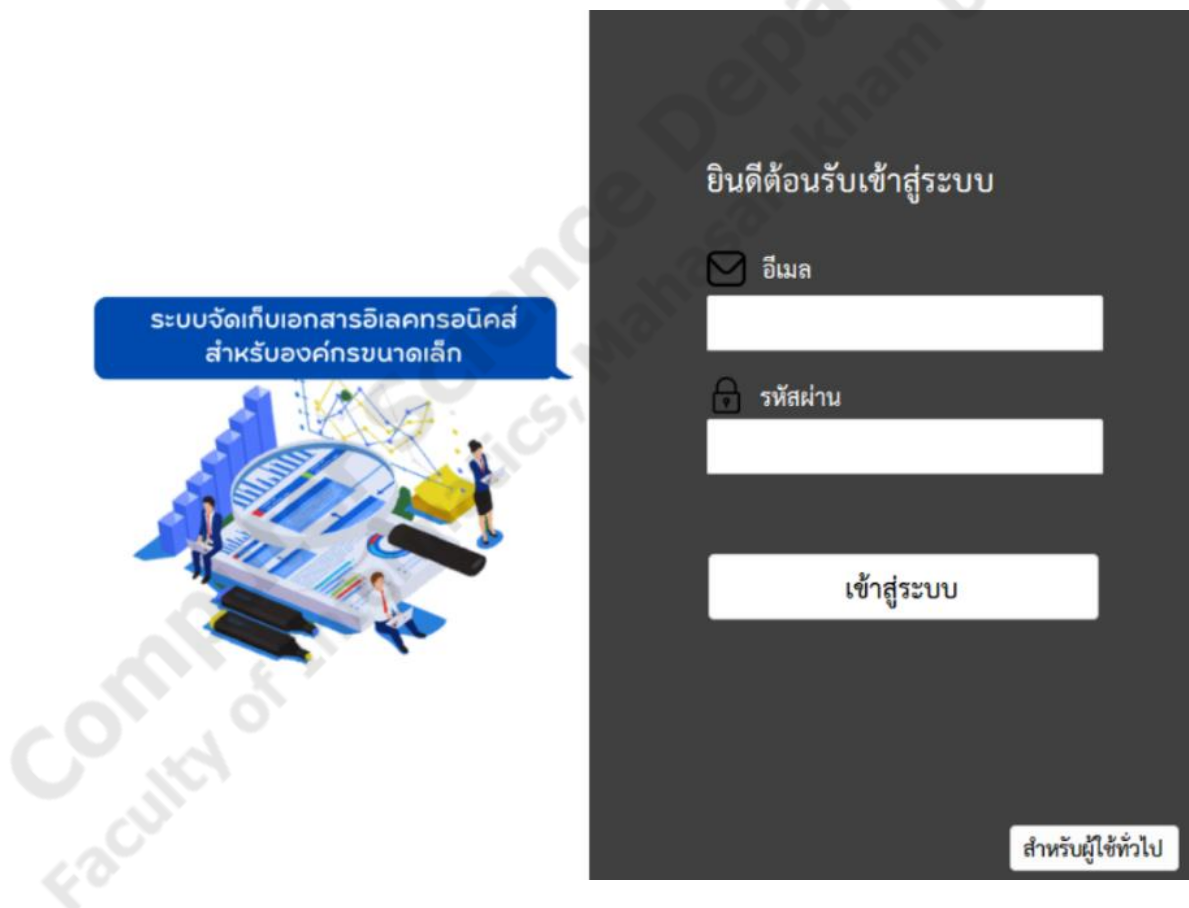 ระบบจัดเก็บเอกสารอิเลคทรอนิคส์
สำหรับองค์กรขนาดเล็ก
ยินดีต้อนรับเข้าสู่ระบบ
อีเมล
รหัสผ่าน
เข้าสู่ระบบ
สำหรับผู้ใช้ทั่วไป